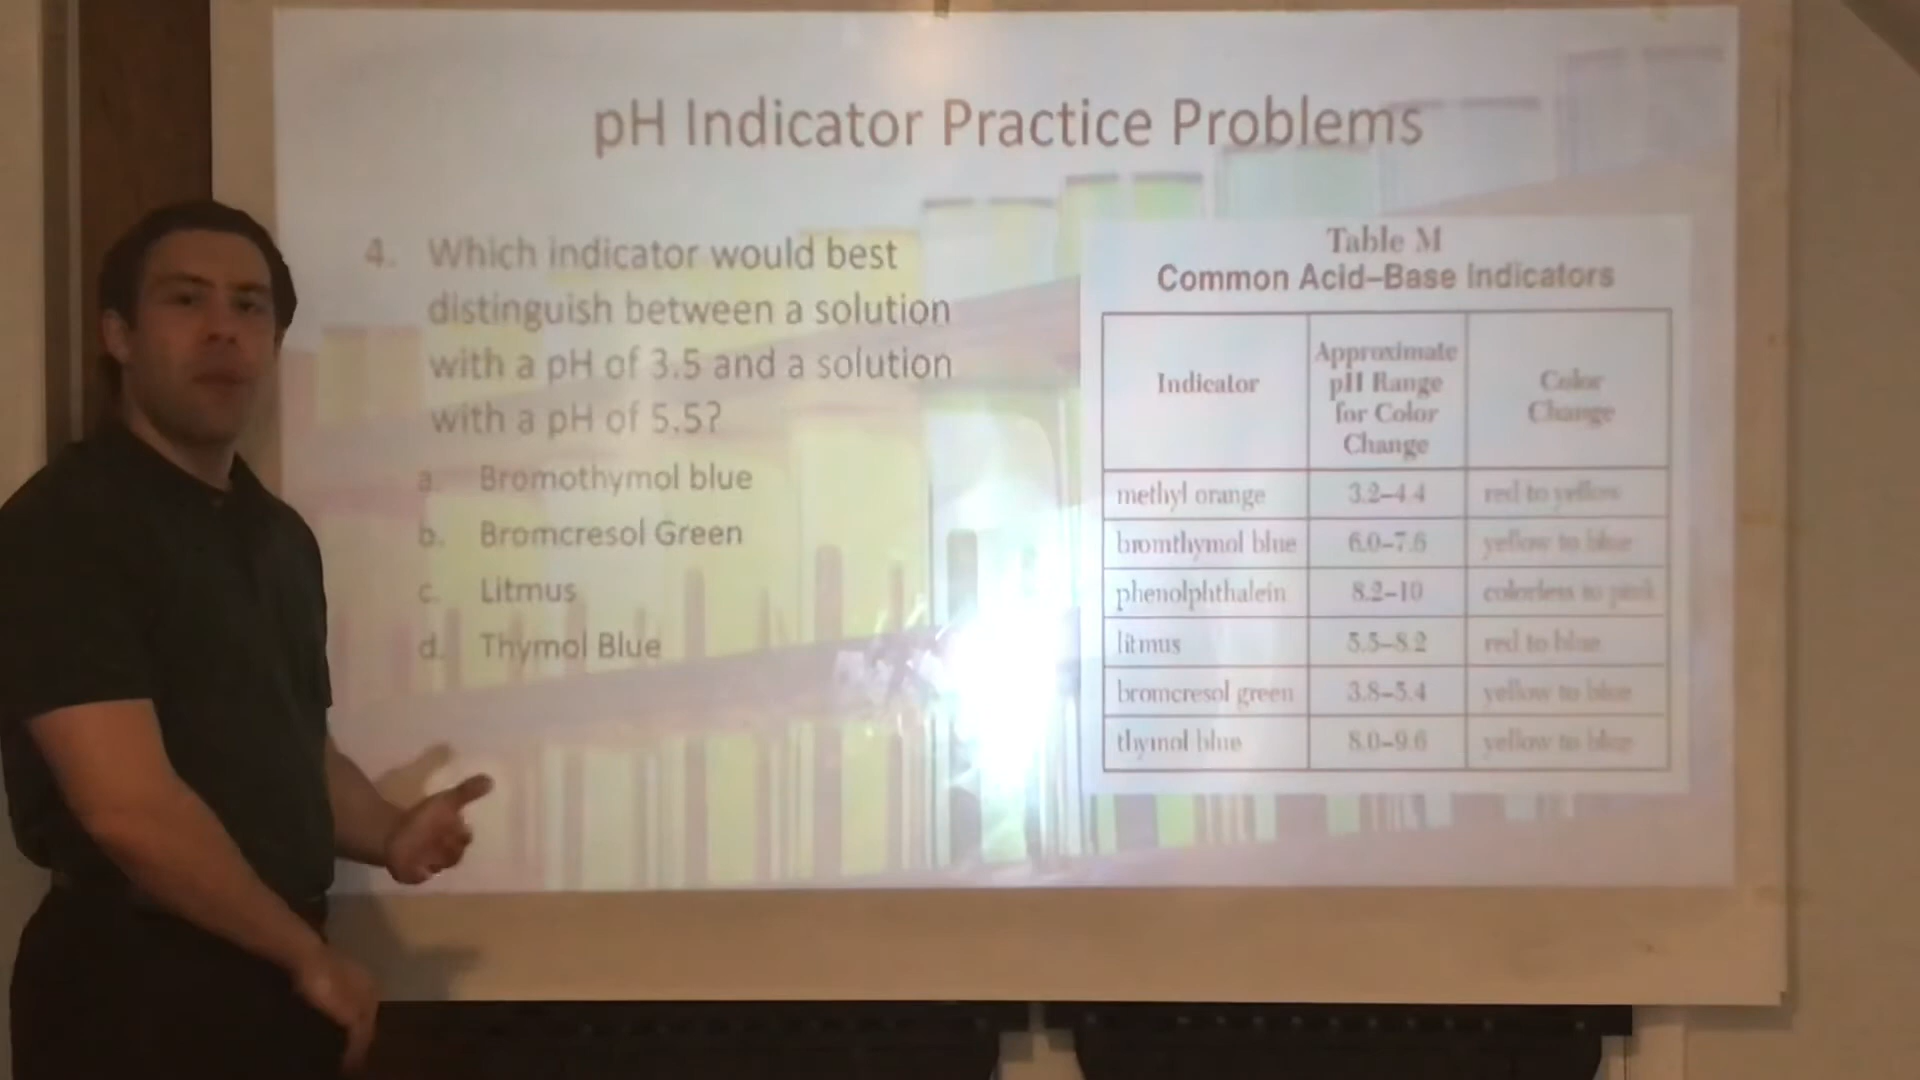 pH Indicator Practice Problems
4. Which indicator would best
distinguish between a solution
with a pH of 3.5 and a solution
with a pH of 5.5?
a. Bromothymol blue
b. Bromcresol Green
c. Litmus
d. Thymol Blue
Table M
Common Acid–Base Indicators
Indicator
Approximate
pH Range
for Color
Change
Color
Change
methyl orange 3.2–4.4 red to yellow
bromthymol blue 6.0–7.6 yellow to blue
phenolphthalein 8.2–10 colorless to pink
litmus 5.5–8.2 red to blue
bromcresol green 3.8–5.4 yellow to blue
thymol blue 8.0–9.6 yellow to blue